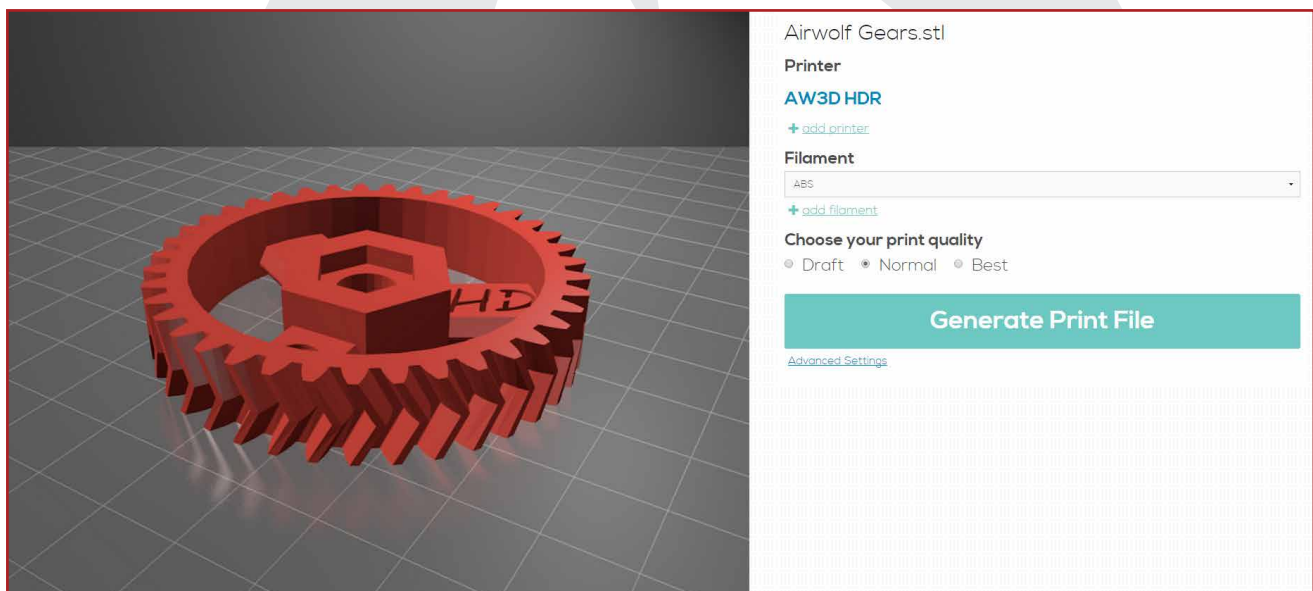 Airwolf Gears.stl
Printer
AW3D HDR
+ add printer
Filament
ABS
+ add filament
Choose your print quality
Draft Normal Best
Generate Print File
Advanced Settings
HD